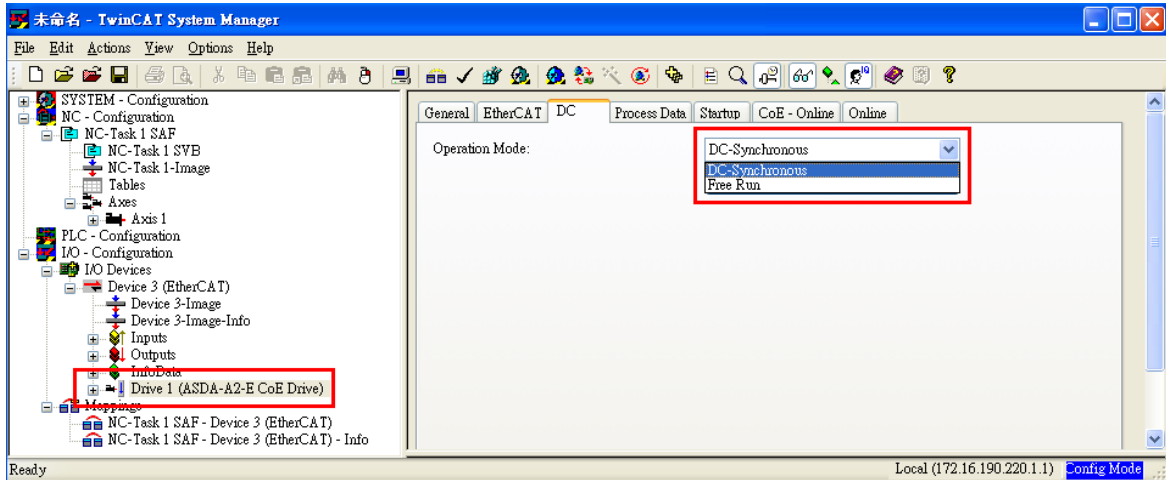 未命名 - TwinCAT System Manager
File Edit Actions View Options Help
SYSTEM - Configuration
NC - Configuration
NC-Task 1 SAF
NC-Task 1 SVB
NC-Task 1-Image
Tables
Axes
Axis 1
PLC - Configuration
I/O - Configuration
I/O Devices
Device 3 (EtherCAT)
Device 3-Image
Device 3-Image-Info
Inputs
Outputs
InfoData
Drive 1 (ASDA-A2-E CoE Drive)
Mappings
NC-Task 1 SAF - Device 3 (EtherCAT)
NC-Task 1 SAF - Device 3 (EtherCAT) - Info
General EtherCAT DC Process Data Startup CoE - Online Online
Operation Mode: DC-Synchronous
DC-Synchronous
Free Run
Ready Local (172.16.190.220.1.1) Config Mode